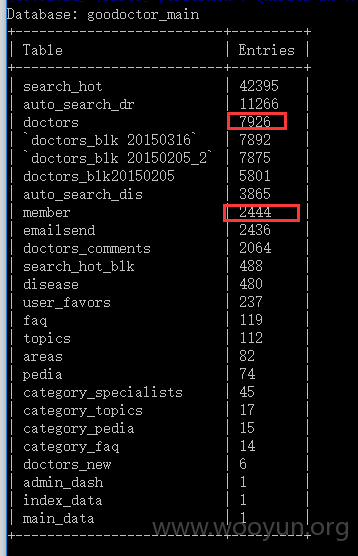 Database: goodoctor_main
+---------------------+---------+
| Table | Entries |
+---------------------+---------+
| search_hot | 42395 |
| auto_search_dr | 11266 |
| doctors | 7926 |
| `doctors_blk 20150316` | 7892 |
| `doctors_blk 20150205_2` | 7875 |
| doctors_blk20150205 | 5801 |
| auto_search_dis | 3865 |
| member | 2444 |
| emailsend | 2436 |
| doctors_comments | 2064 |
| search_hot_blk | 488 |
| disease | 480 |
| user_favors | 237 |
| faq | 119 |
| topics | 112 |
| areas | 82 |
| pedia | 74 |
| category_specialists | 45 |
| category_topics | 17 |
| category_pedia | 15 |
| category_faq | 14 |
| doctors_new | 6 |
| admin_dash | 1 |
| index_data | 1 |
| main_data | 1 |
+---------------------+---------+
www.wooyun.org